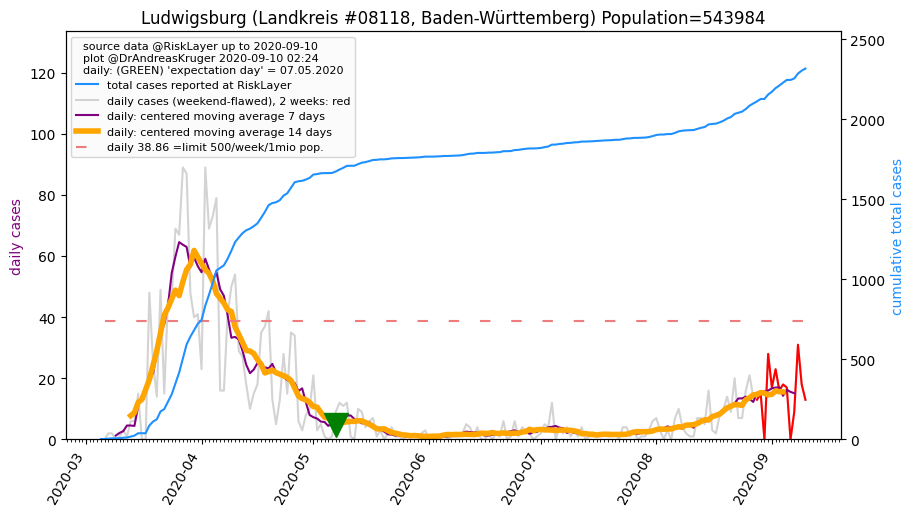 Ludwigsburg (Landkreis #08118, Baden-Württemberg) Population=543984
source data @RiskLayer up to 2020-09-10
plot @DrAndreasKruger 2020-09-10 02:24
daily: (GREEN) 'expectation day' = 07.05.2020
total cases reported at RiskLayer
daily cases (weekend-flawed), 2 weeks: red
daily: centered moving average 7 days
daily: centered moving average 14 days
daily 38.86 =limit 500/week/1mio pop.
daily cases
120
100
80
60
40
20
0
2500
2000
1500
1000
500
0
cumulative total cases
2020-03
2020-04
2020-05
2020-06
2020-07
2020-08
2020-09